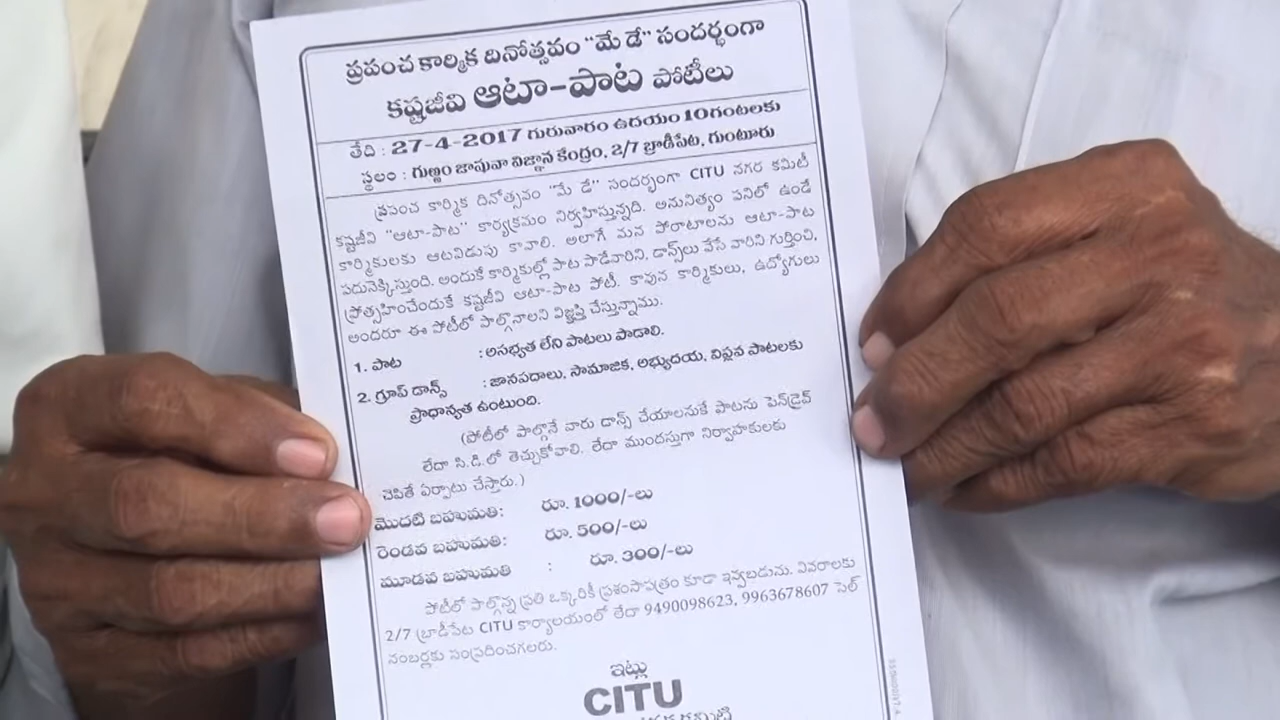 ప్రపంచ కార్మిక దినోత్సవం "మే డే" సందర్భంగా
కష్టజీవి ఆటా-పాట పోటీలు
తేది : 27-4-2017 గురువారం ఉదయం 10గంటలకు
స్థలం : గుఱ్ఱం జాషువా విజ్ఞాన కేంద్రం, 2/7 బ్రాడీపేట, గుంటూరు
ప్రపంచ కార్మిక దినోత్సవం "మే డే" సందర్భంగా CITU నగర కమిటీ
కష్టజీవి "ఆటా-పాట" కార్యక్రమం నిర్వహిస్తున్నది. అనునిత్యం పనిలో ఉండే
కార్మికులకు ఆటవిడుపు కావాలి. అలాగే మన పోరాటాలను ఆటా-పాట
పదునెక్కిస్తుంది. అందుకే కార్మికుల్లో పాట పాడేవారిని, డాన్స్‌లు వేసే వారిని గుర్తించి,
ప్రోత్సహించేందుకే కష్టజీవి ఆటా-పాట పోటీ. కావున కార్మికులు, ఉద్యోగులు
అందరూ ఈ పోటీలో పాల్గొనాలని విజ్ఞప్తి చేస్తున్నాము.
1. పాట : అసభ్యత లేని పాటలు పాడాలి.
2. గ్రూప్ డాన్స్ : జానపదాలు, సామాజిక, అభ్యుదయ, విప్లవ పాటలకు
ప్రాధాన్యత ఉంటుంది.
(పోటీలో పాల్గొనే వారు డాన్స్ చేయాలనుకే పాటను పెన్‌డ్రైవ్
లేదా సి.డి.లో తెచ్చుకోవాలి. లేదా ముందస్తుగా నిర్వాహకులకు
చెపితే ఏర్పాటు చేస్తారు.)
మొదటి బహుమతి: రూ. 1000/-లు
రెండవ బహుమతి: రూ. 500/-లు
మూడవ బహుమతి : రూ. 300/-లు
పోటీలో పాల్గొన్న ప్రతి ఒక్కరికీ ప్రశంసాపత్రం కూడా ఇవ్వబడును. వివరాలకు
2/7 బ్రాడీపేట CITU కార్యాలయంలో లేదా 9490098623, 9963678607 సెల్
నంబర్లకు సంప్రదించగలరు.
ఇట్లు
CITU